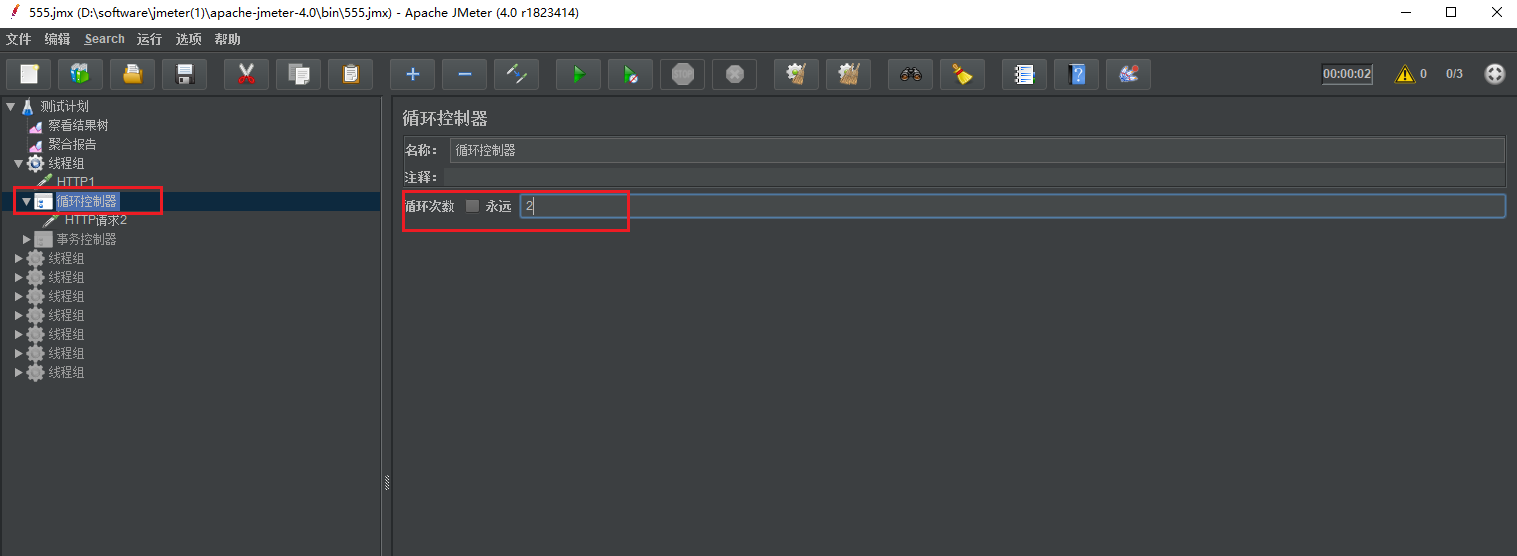 555.jmx (D:\software\jmeter(1)\apache-jmeter-4.0\bin\555.jmx) - Apache JMeter (4.0 r1823414)
文件 编辑 Search 运行 选项 帮助
STOP 00:00:02 0 0/3
测试计划
察看结果树
聚合报告
线程组
HTTP1
循环控制器
HTTP请求2
事务控制器
线程组
线程组
线程组
线程组
线程组
线程组
线程组
循环控制器
名称： 循环控制器
注释：
循环次数 永远 2